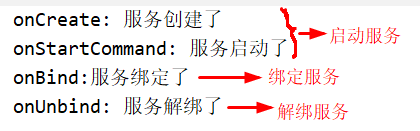 onCreate: 服务创建了
onStartCommand: 服务启动了
启动服务
onBind:服务绑定了
绑定服务
onUnbind: 服务解绑了
解绑服务